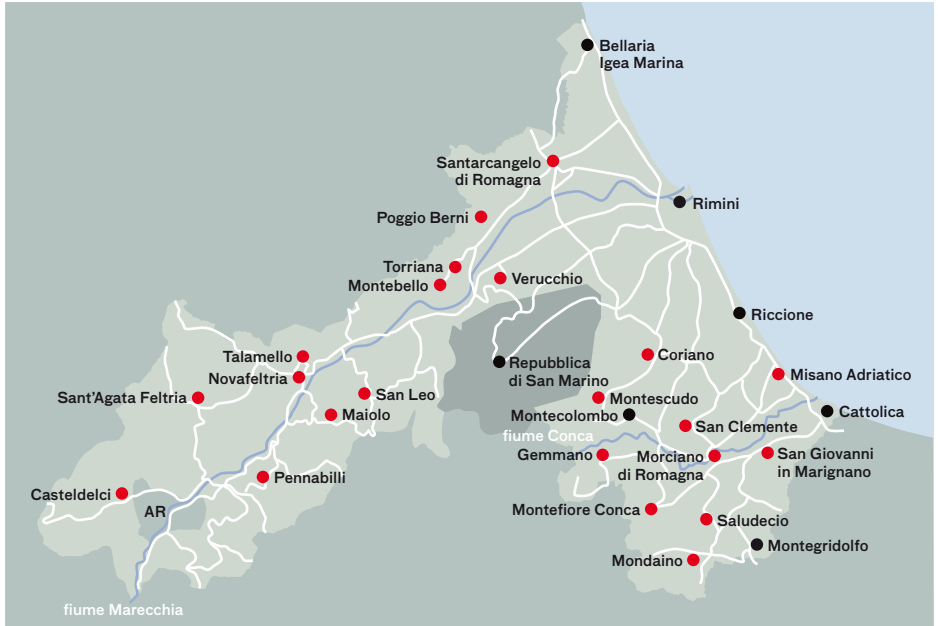 Bellaria
Igea Marina
Santarcangelo
di Romagna
Rimini
Poggio Berni
Torriana
Montebello
Verucchio
Riccione
Talamello
Novafeltria
Sant'Agata Feltria
San Leo
Maiolo
Repubblica
di San Marino
Coriano
Misano Adriatico
Montescudo
Montecolombo
Cattolica
San Clemente
fiume Conca
Gemmano
Morciano
di Romagna
San Giovanni
in Marignano
Pennabilli
Casteldelci
AR
Montefiore Conca
Saludecio
Montegridolfo
Mondaino
fiume Marecchia